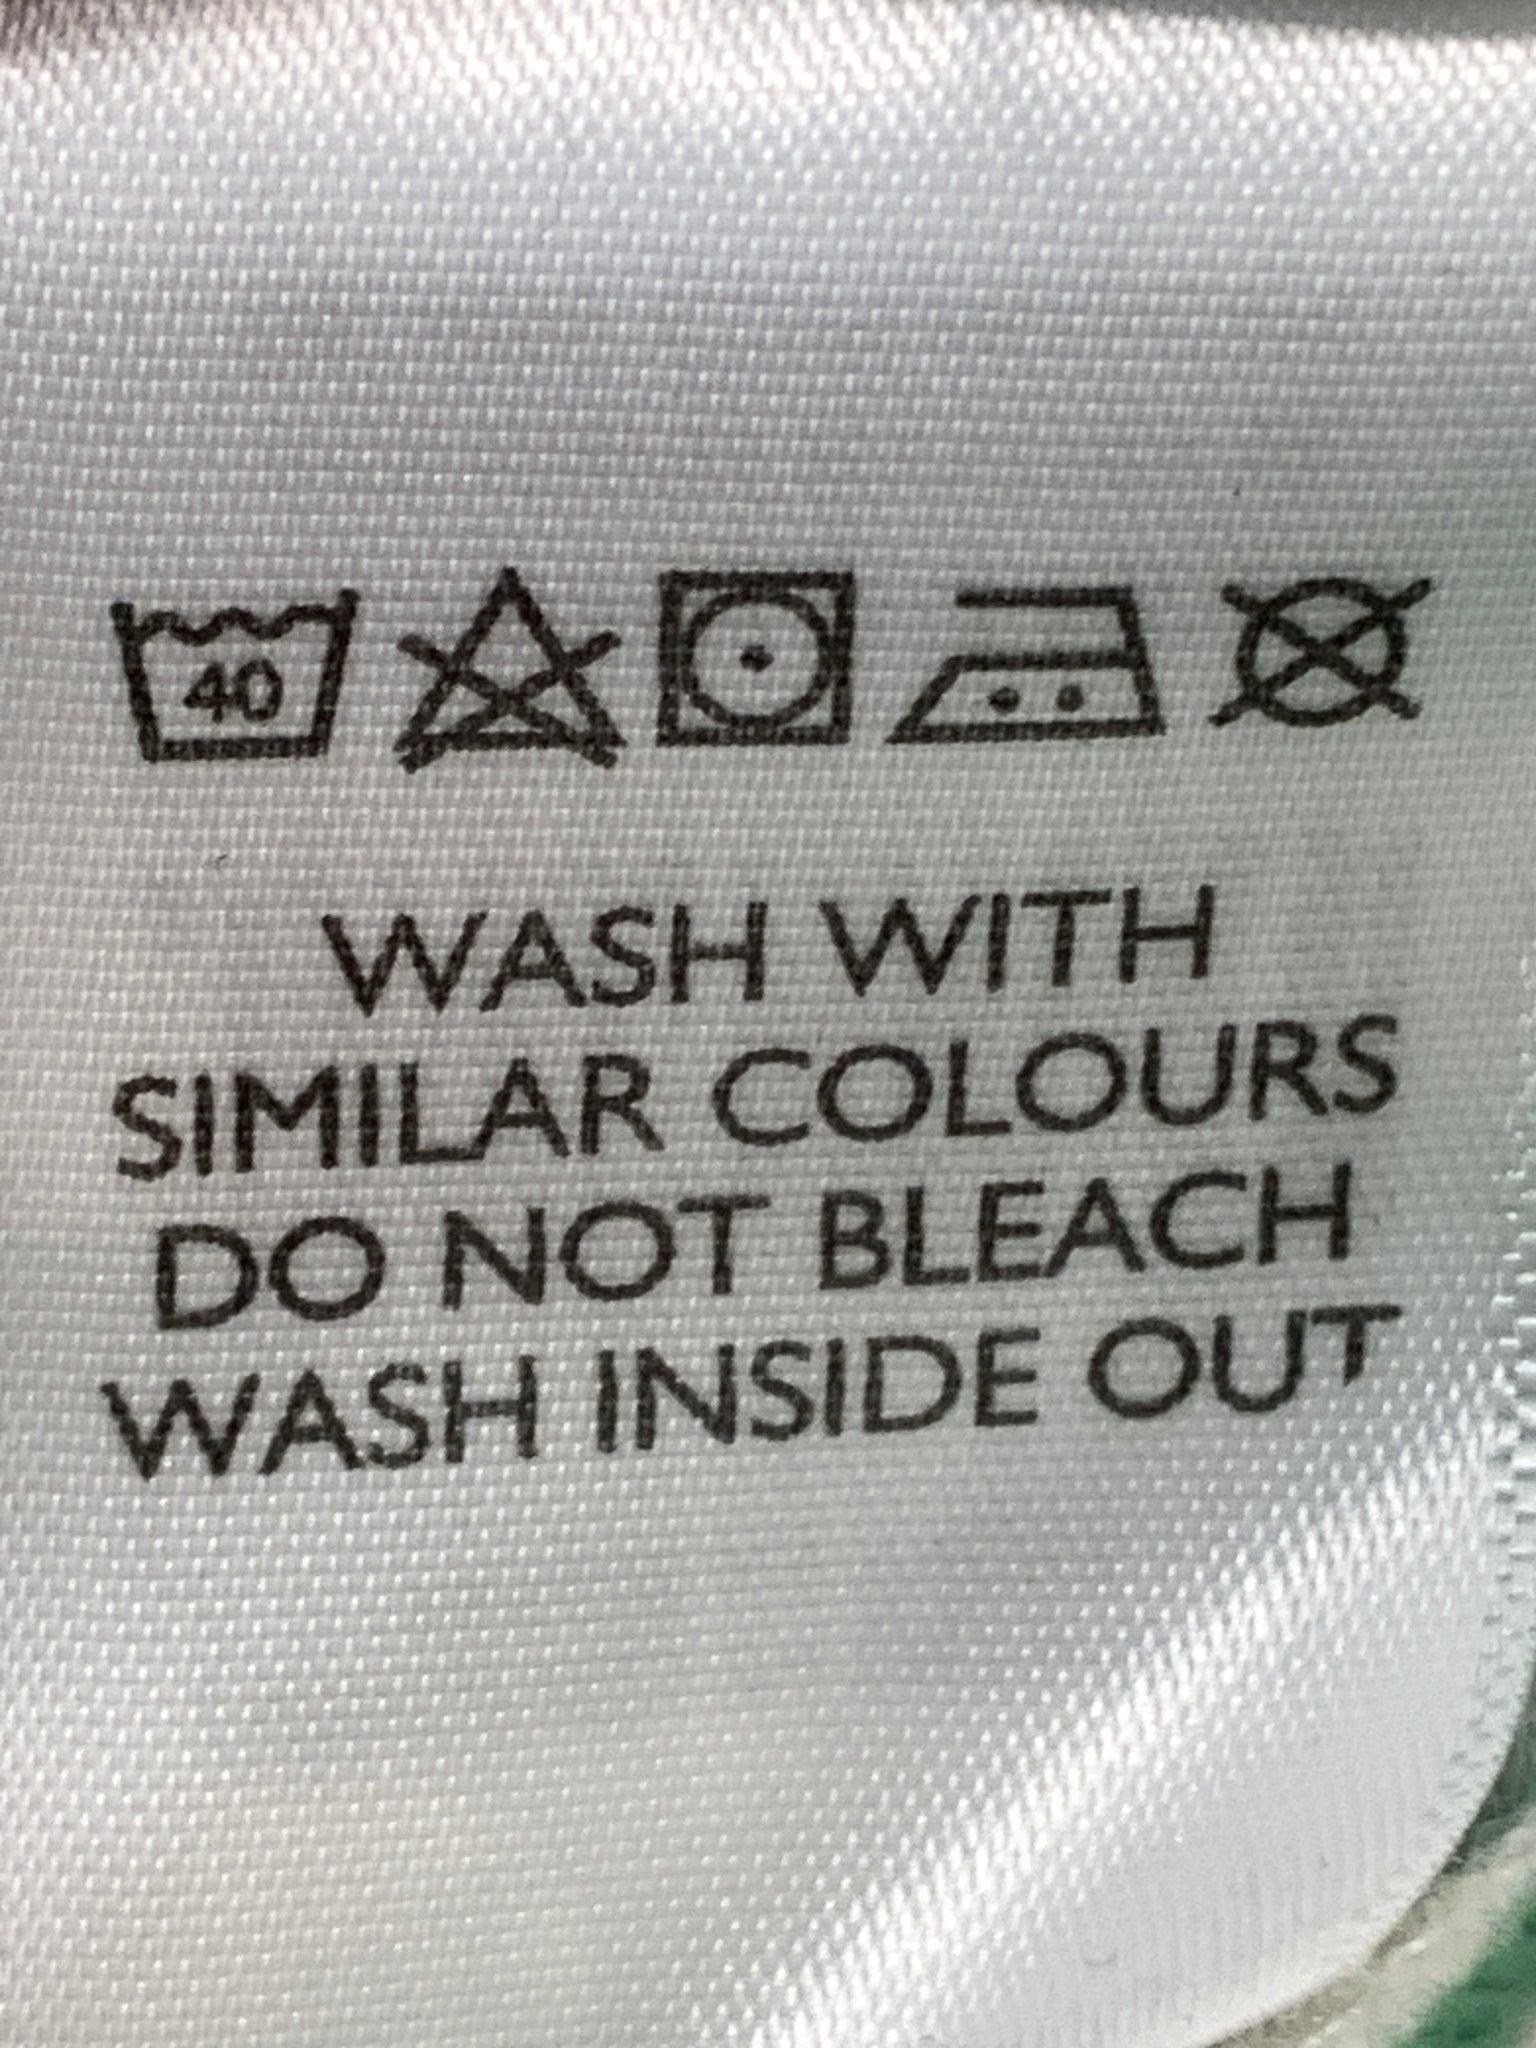 40
WASH WITH
SIMILAR COLOURS
DO NOT BLEACH
WASH INSIDE OUT